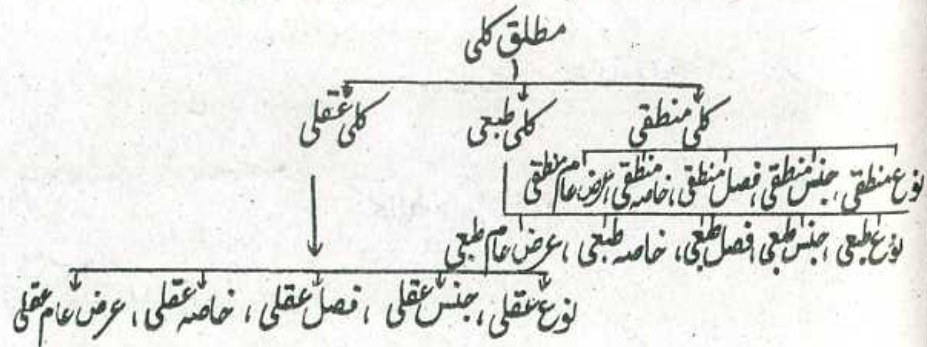 مطلق کلی
کلی منطقی کلی طبعی کلی عقلی
نوع منطقی، جنس منطقی، فصل منطقی، خاصہ منطقی، عرض عام منطقی
نوع طبعی، جنس طبعی، فصل طبعی، خاصہ طبعی، عرض عام طبعی
نوع عقلی، جنس عقلی، فصل عقلی، خاصہ عقلی، عرض عام عقلی